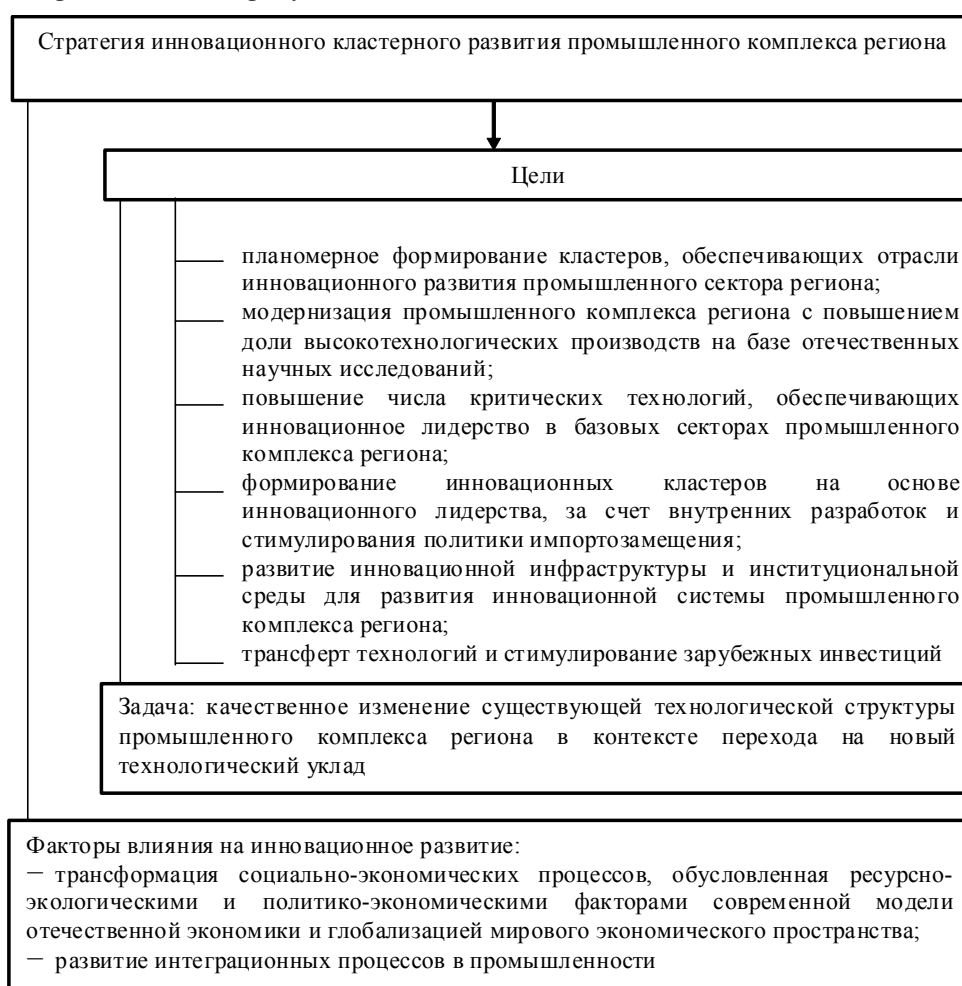 Стратегия инновационного кластерного развития промышленного комплекса региона
Цели
планомерное формирование кластеров, обеспечивающих отрасли
инновационного развития промышленного сектора региона;
модернизация промышленного комплекса региона с повышением
доли высокотехнологических производств на базе отечественных
научных исследований;
повышение числа критических технологий, обеспечивающих
инновационное лидерство в базовых секторах промышленного
комплекса региона;
формирование инновационных кластеров на основе
инновационного лидерства, за счет внутренних разработок и
стимулирования политики импортозамещения;
развитие инновационной инфраструктуры и институциональной
среды для развития инновационной системы промышленного
комплекса региона;
трансферт технологий и стимулирование зарубежных инвестиций
Задача: качественное изменение существующей технологической структуры
промышленного комплекса региона в контексте перехода на новый
технологический уклад
Факторы влияния на инновационное развитие:
— трансформация социально-экономических процессов, обусловленная ресурсно-
экологическими и политико-экономическими факторами современной модели
отечественной экономики и глобализацией мирового экономического пространства;
— развитие интеграционных процессов в промышленности